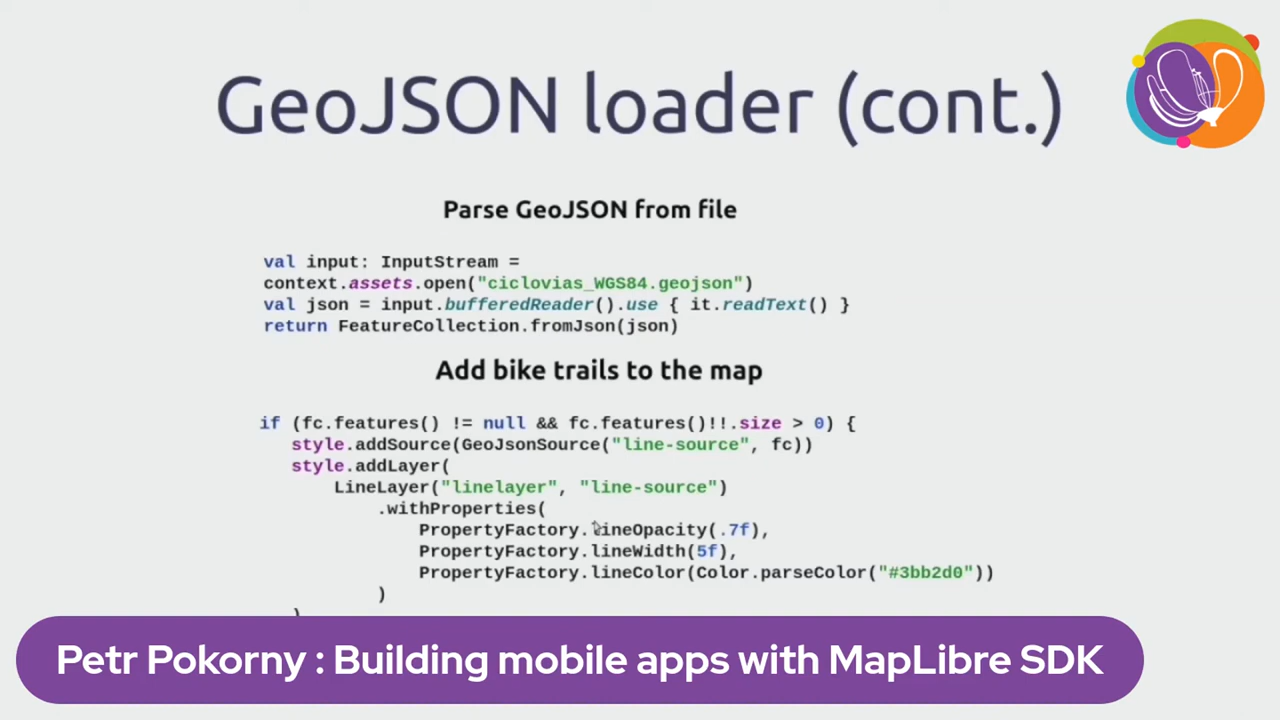 GeoJSON loader (cont.)
Parse GeoJSON from file
val input: InputStream =
context.assets.open("ciclovias_WGS84.geojson")
val json = input.bufferedReader().use { it.readText() }
return FeatureCollection.fromJson(json)
Add bike trails to the map
if (fc.features() != null && fc.features()!!.size > 0) {
style.addSource(GeoJsonSource("line-source", fc))
style.addLayer(
LineLayer("linelayer", "line-source")
.withProperties(
PropertyFactory.lineOpacity(.7f),
PropertyFactory.lineWidth(5f),
PropertyFactory.lineColor(Color.parseColor("#3bb2d0"))
)
)
Petr Pokorny : Building mobile apps with MapLibre SDK